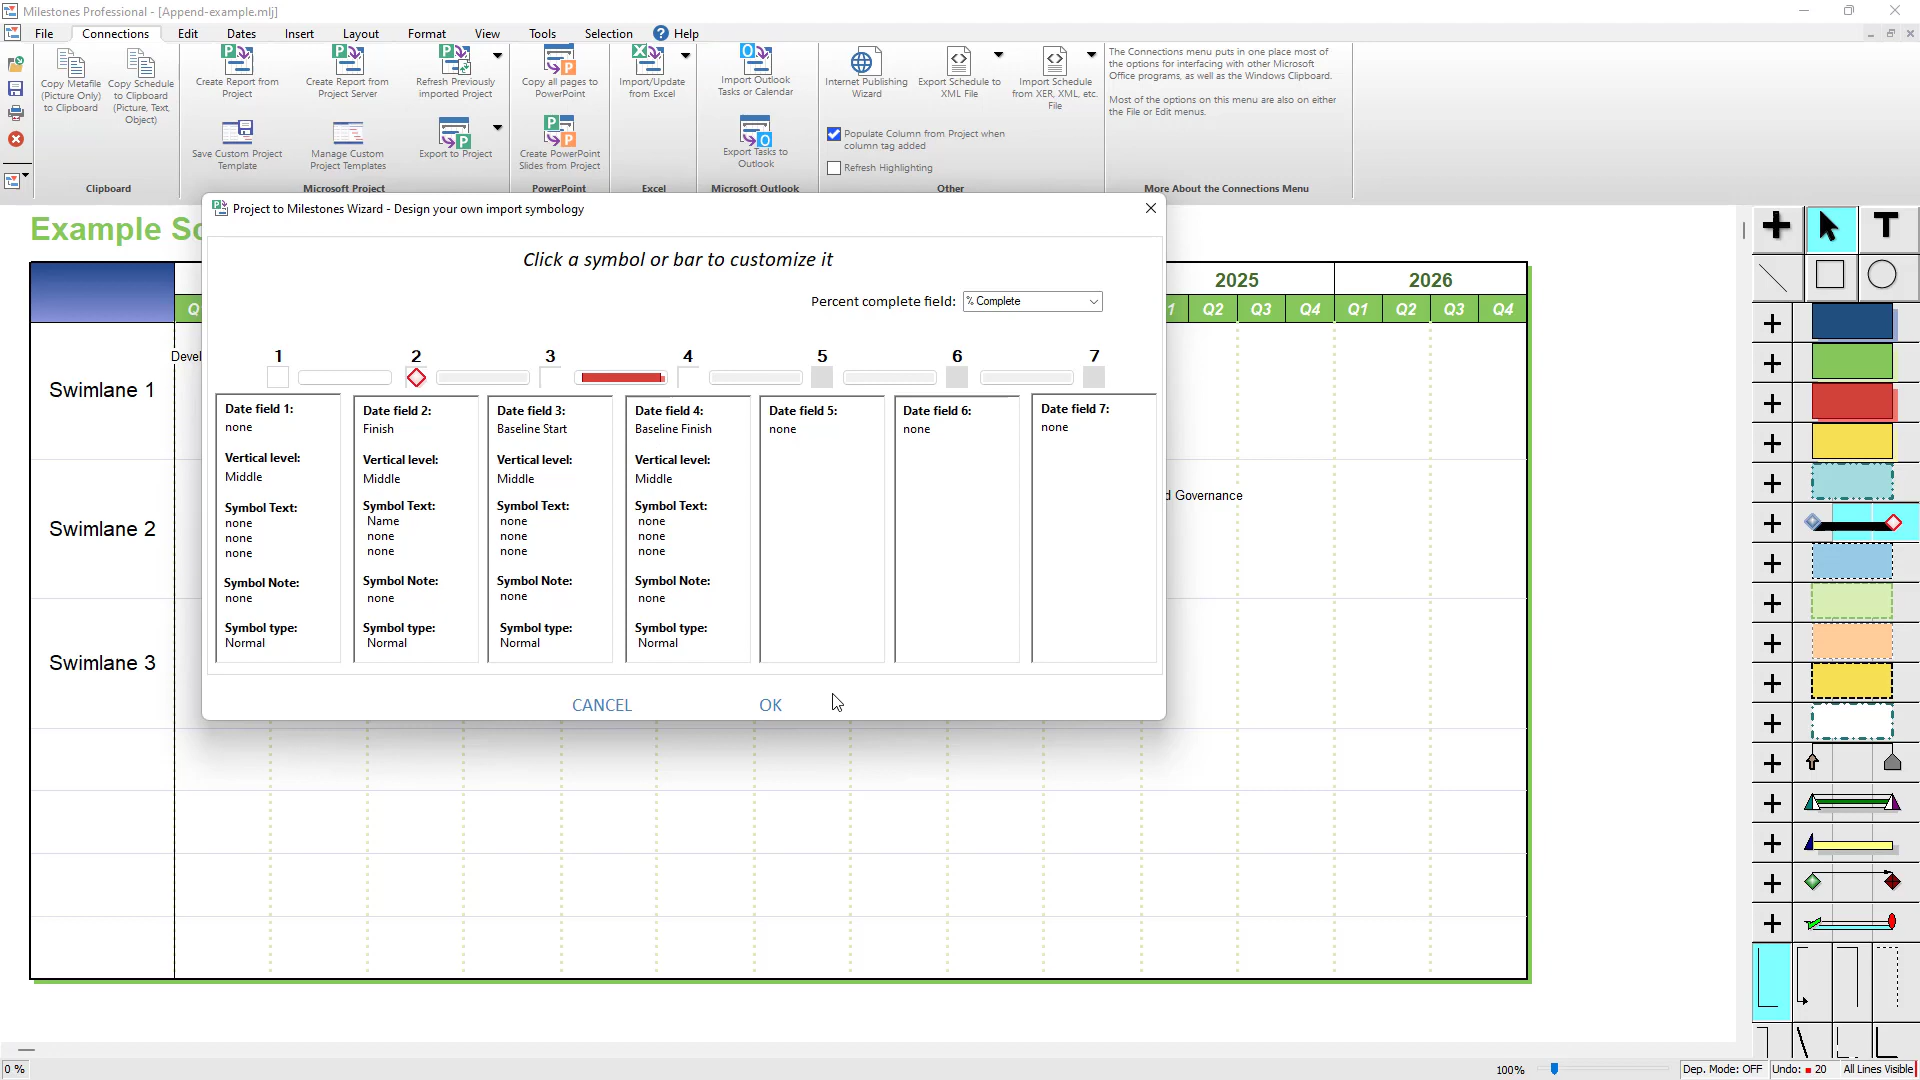 Milestones Professional - [Append-example.mlj]
File
Connections
Edit
Dates
Insert
Layout
Format
View
Tools
Selection
Help
Copy Metafile
(Picture Only)
to Clipboard
Copy Schedule
to Clipboard
(Picture, Text,
Object)
Clipboard
Create Report from
Project
Create Report from
Project Server
Refresh Previously
imported Project
Save Custom Project
Template
Manage Custom
Project Templates
Export to Project
Microsoft Project
Copy all pages to
PowerPoint
Create PowerPoint
Slides from Project
PowerPoint
Import/Update
from Excel
Excel
Import Outlook
Tasks or Calendar
Export Tasks to
Outlook
Microsoft Outlook
Internet Publishing
Wizard
Export Schedule to
XML File
Import Schedule
from XER, XML, etc.
File
Populate Column from Project when
column tag added
Refresh Highlighting
Other
The Connections menu puts in one place most of
the options for interfacing with other Microsoft
Office programs, as well as the Windows Clipboard.
Most of the options on this menu are also on either
the File or Edit menus.
More About the Connections Menu
Example Sc
2025
2026
Q
1
Q2
Q3
Q4
Q1
Q2
Q3
Q4
Devel
Swimlane 1
Swimlane 2
d Governance
Swimlane 3
Project to Milestones Wizard - Design your own import symbology
Click a symbol or bar to customize it
Percent complete field:
% Complete
1
2
3
4
5
6
7
Date field 1:
none
Vertical level:
Middle
Symbol Text:
none
none
none
Symbol Note:
none
Symbol type:
Normal
Date field 2:
Finish
Vertical level:
Middle
Symbol Text:
Name
none
none
Symbol Note:
none
Symbol type:
Normal
Date field 3:
Baseline Start
Vertical level:
Middle
Symbol Text:
none
none
none
Symbol Note:
none
Symbol type:
Normal
Date field 4:
Baseline Finish
Vertical level:
Middle
Symbol Text:
none
none
none
Symbol Note:
none
Symbol type:
Normal
Date field 5:
none
Date field 6:
none
Date field 7:
none
CANCEL
OK
T
0 %
100%
Dep. Mode: OFF
Undo: 20
All Lines Visible